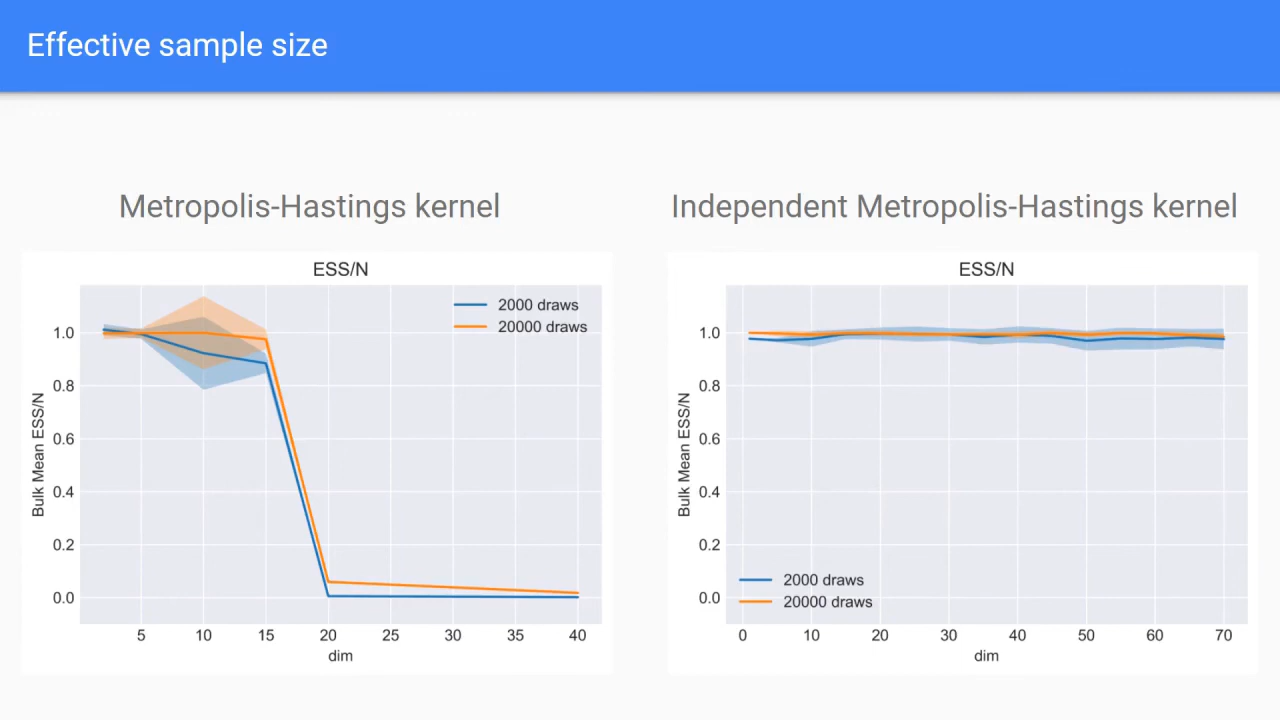 Effective sample size
Metropolis-Hastings kernel
ESS/N
2000 draws
20000 draws
1.0
0.8
0.6
0.4
0.2
0.0
Bulk Mean ESS/N
5 10 15 20 25 30 35 40
dim
Independent Metropolis-Hastings kernel
ESS/N
1.0
0.8
0.6
0.4
0.2
0.0
Bulk Mean ESS/N
2000 draws
20000 draws
0 10 20 30 40 50 60 70
dim